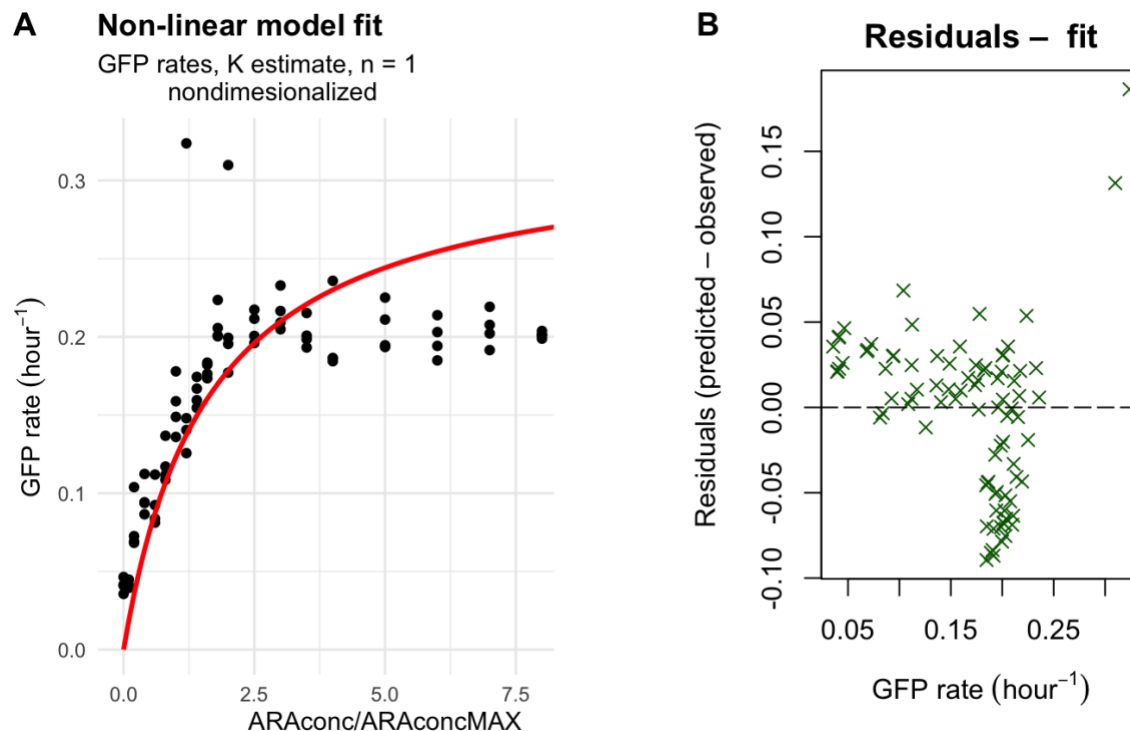 A
Non-linear model fit
GFP rates, K estimate, n = 1
nondimesionalized
GFP rate (hour⁻¹)
0.3
0.2
0.1
0.0
0.0 2.5 5.0 7.5
ARAconc/ARAconcMAX
B
Residuals – fit
Residuals (predicted – observed)
0.15
0.10
0.05
0.00
-0.05
-0.10
0.05 0.15 0.25
GFP rate (hour⁻¹)